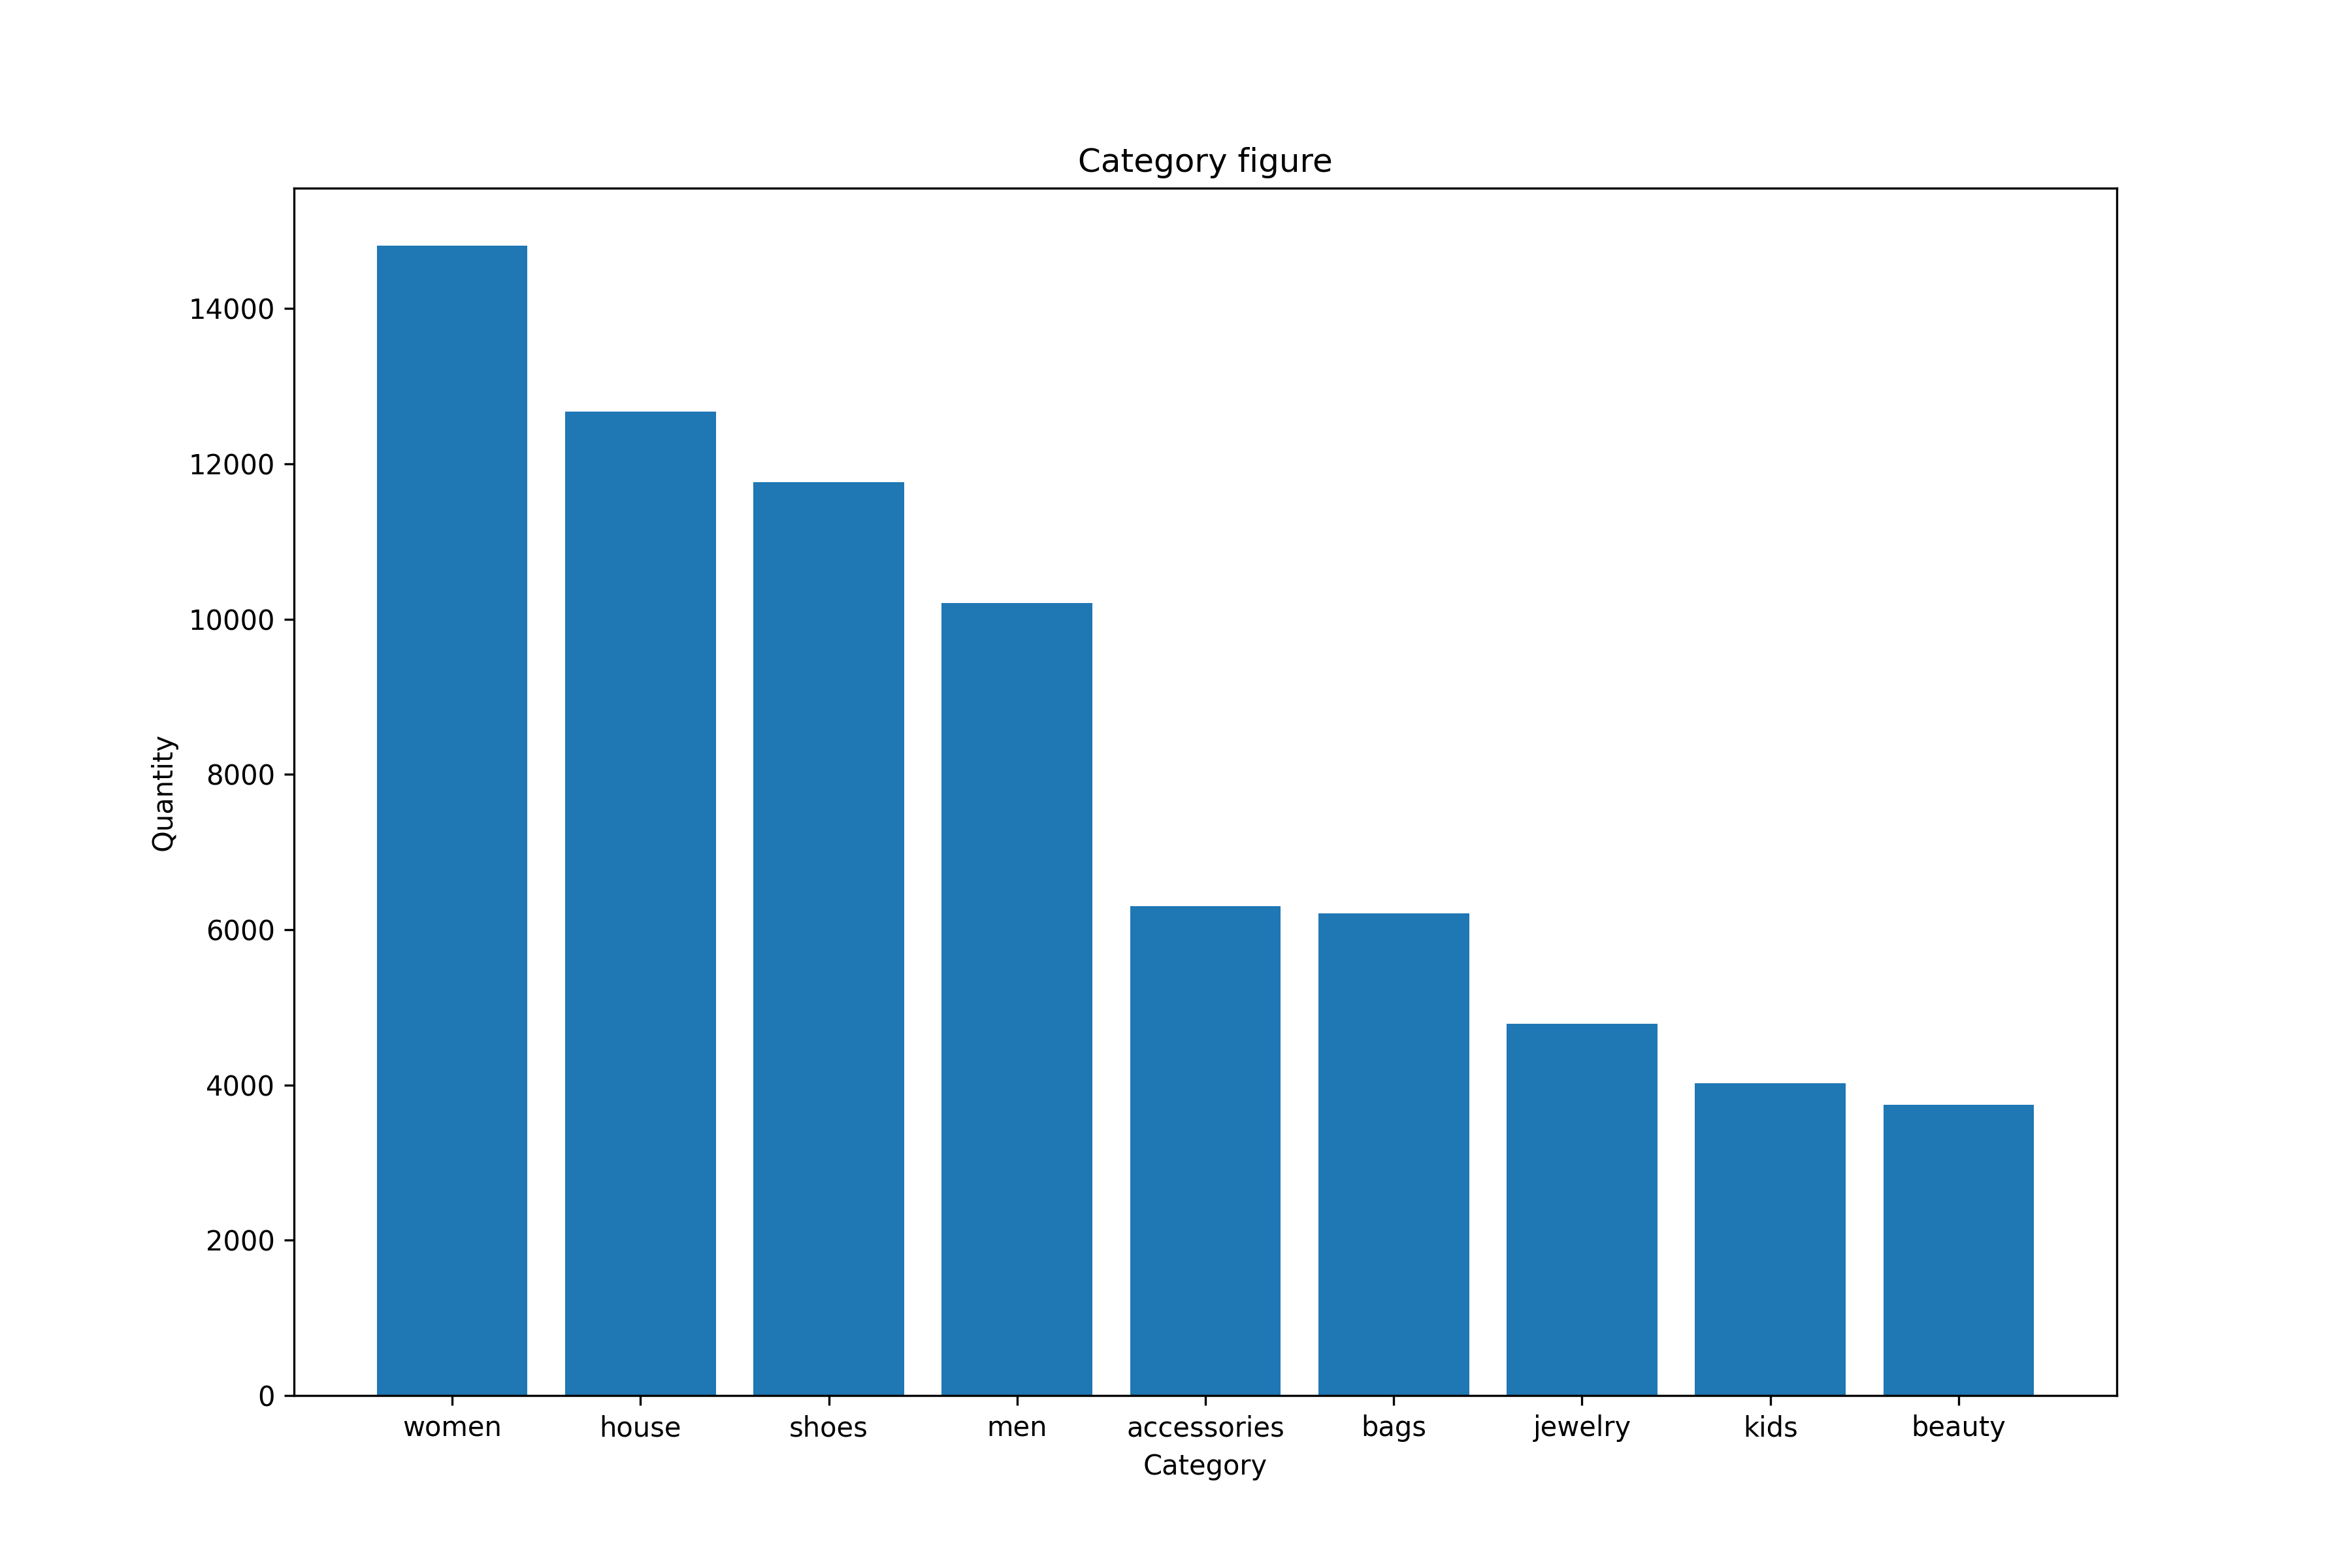 Category figure
14000
12000
10000
8000
6000
4000
2000
0
Quantity
women house shoes men accessories bags jewelry kids beauty
Category